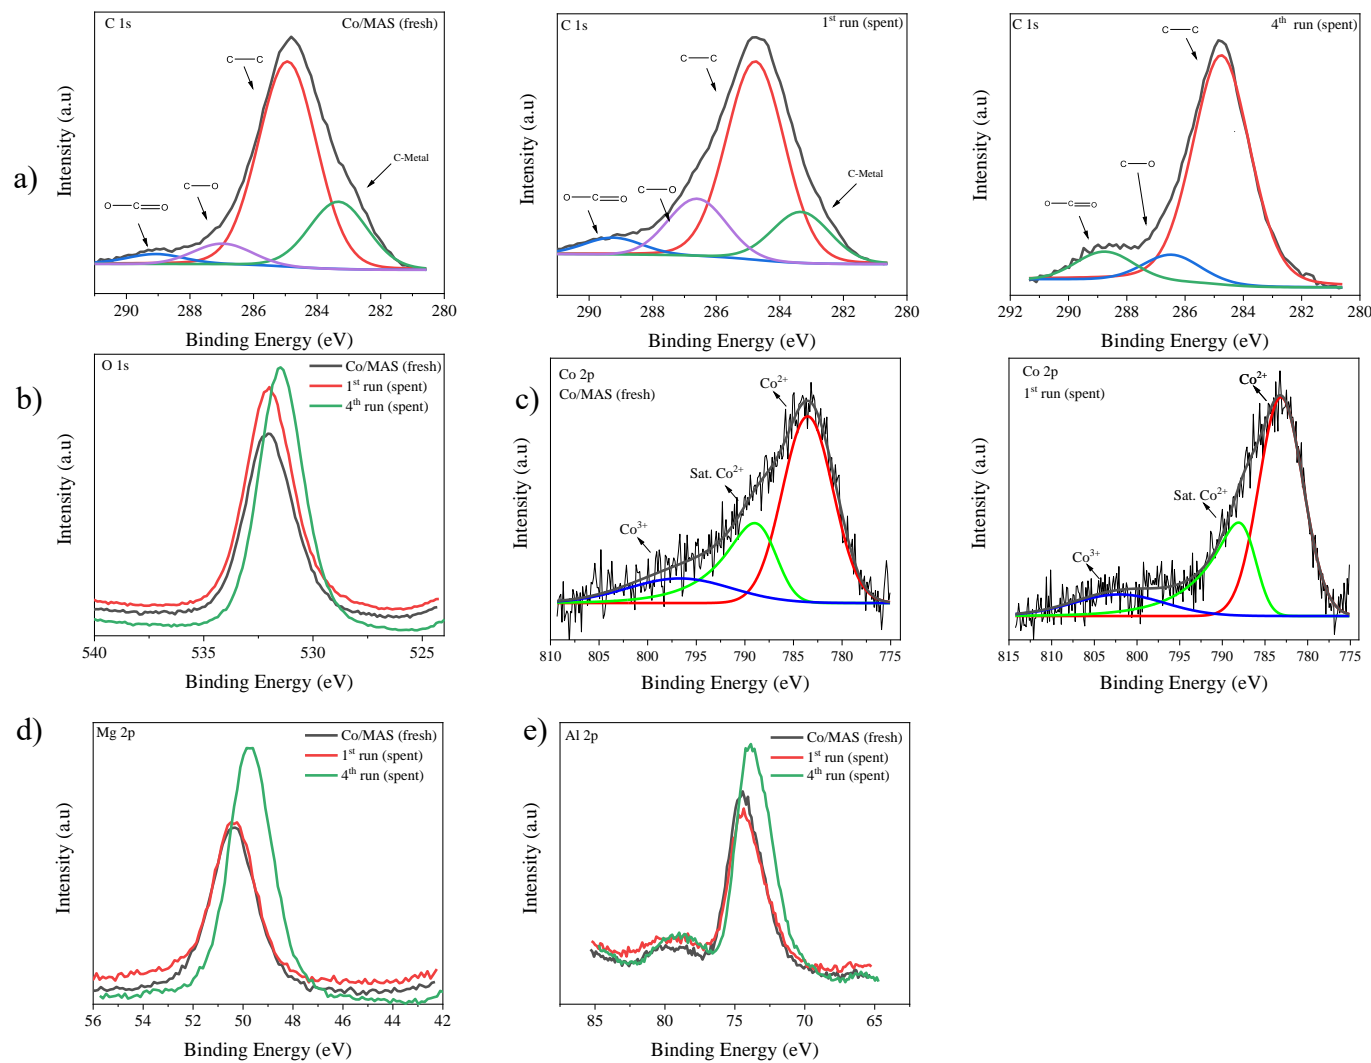 a)
C 1s
Co/MAS (fresh)
C — C
C — O
O — C = O
C-Metal
Intensity (a.u)
290 288 286 284 282 280
Binding Energy (eV)
C 1s
1st run (spent)
C — C
C — O
O — C = O
C-Metal
Intensity (a.u)
290 288 286 284 282 280
Binding Energy (eV)
C 1s
4th run (spent)
C — C
C — O
O — C = O
Intensity (a.u)
292 290 288 286 284 282 280
Binding Energy (eV)
b)
O 1s
Co/MAS (fresh)
1st run (spent)
4th run (spent)
Intensity (a.u)
540 535 530 525
Binding Energy (eV)
c)
Co 2p
Co/MAS (fresh)
Co2+
Sat. Co2+
Co3+
Intensity (a.u)
810 805 800 795 790 785 780 775
Binding Energy (eV)
Co 2p
1st run (spent)
Co2+
Sat. Co2+
Co3+
Intensity (a.u)
815 810 805 800 795 790 785 780 775
Binding Energy (eV)
d)
Mg 2p
Co/MAS (fresh)
1st run (spent)
4th run (spent)
Intensity (a.u)
56 54 52 50 48 46 44 42
Binding Energy (eV)
e)
Al 2p
Co/MAS (fresh)
1st run (spent)
4th run (spent)
Intensity (a.u)
85 80 75 70 65
Binding Energy (eV)